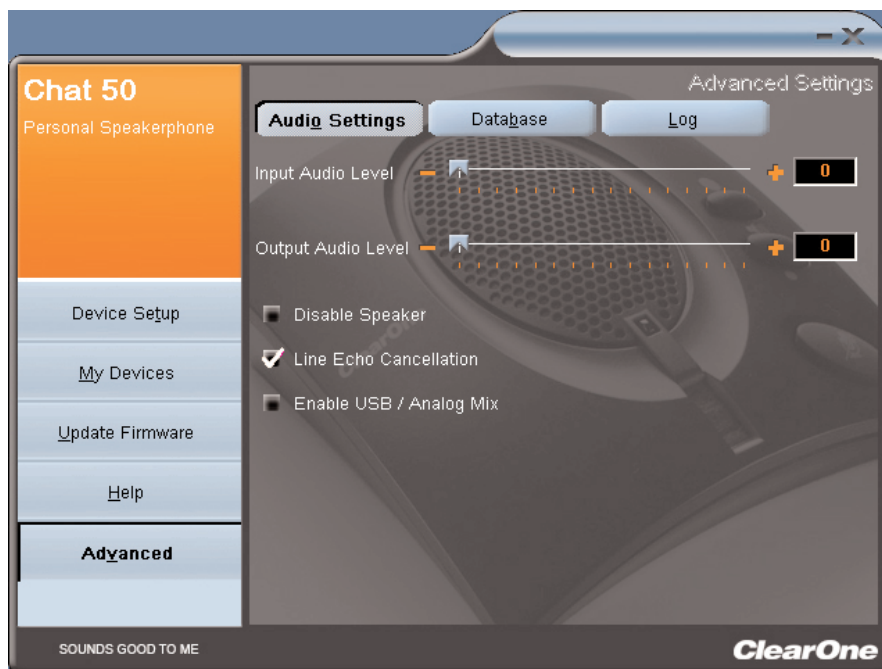 Chat 50
Personal Speakerphone
Advanced Settings
Audio Settings
Database
Log
Input Audio Level - + 0
Output Audio Level - + 0
Disable Speaker
Line Echo Cancellation
Enable USB / Analog Mix
Device Setup
My Devices
Update Firmware
Help
Advanced
SOUNDS GOOD TO ME
ClearOne